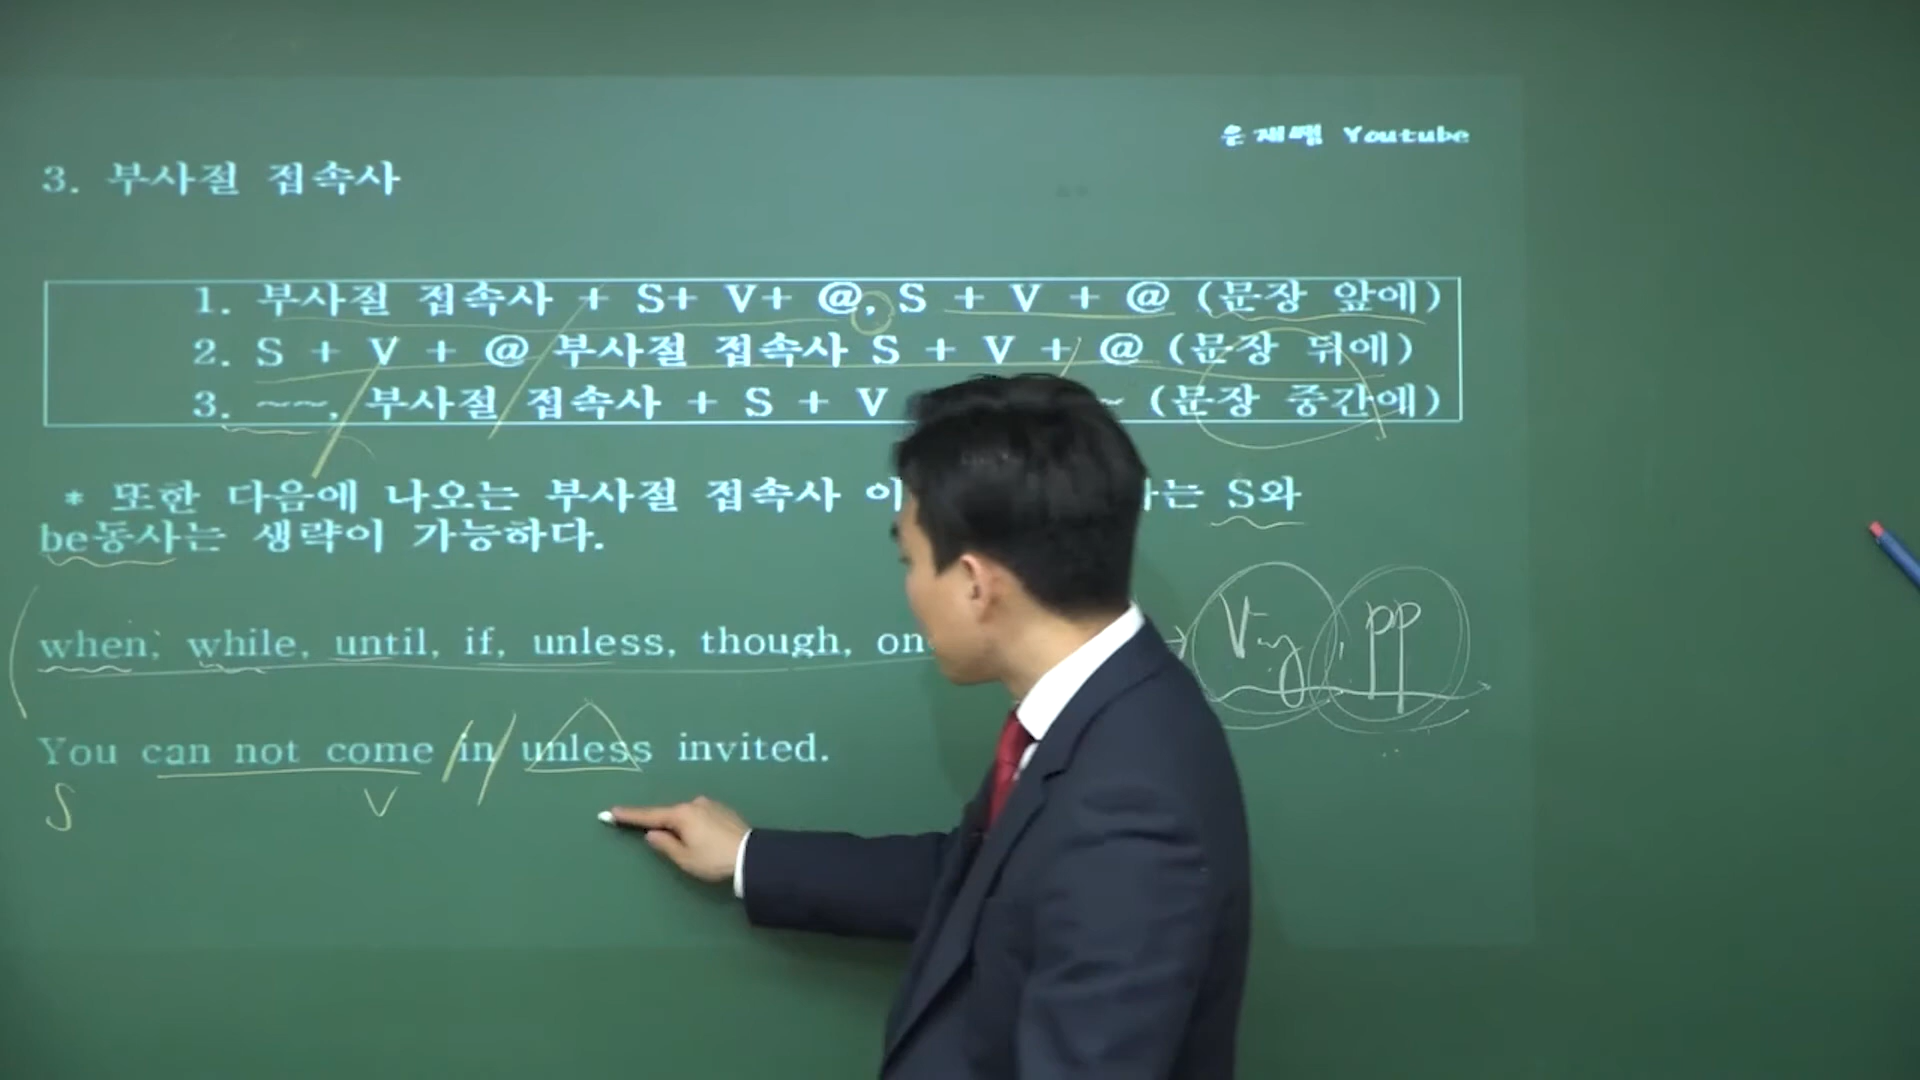 윤재쌤 Youtube
3. 부사절 접속사
1. 부사절 접속사 + S+ V+ @, S + V + @ (문장 앞에)
2. S + V + @ 부사절 접속사 S + V + @ (문장 뒤에)
3. ~~, 부사절 접속사 + S + V ~ (문장 중간에)
* 또한 다음에 나오는 부사절 접속사 는 S와
be동사는 생략이 가능하다.
when, while, until, if, unless, though,
Ving, pp
You can not come in unless invited.
S V